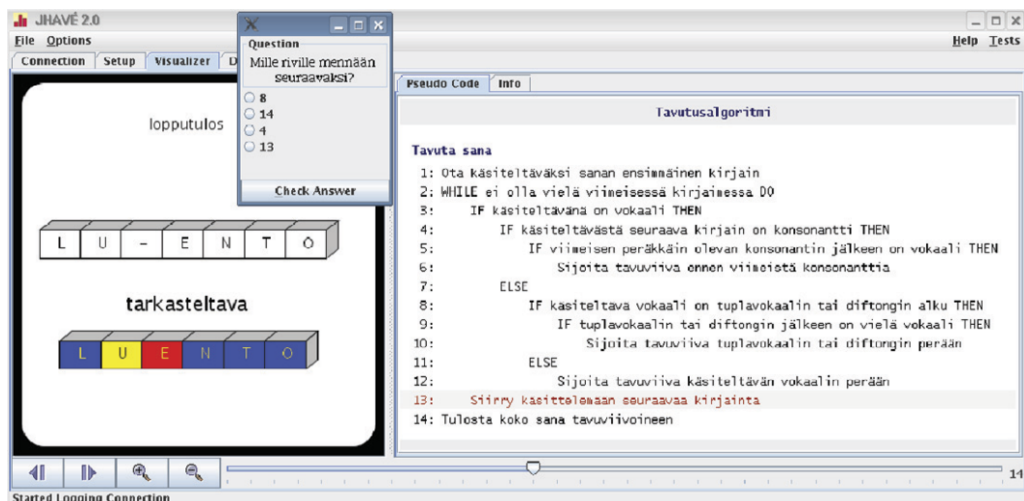 JHAVÉ 2.0
File Options
Help Tests
Connection Setup Visualizer D
Question
Mille riville mennään
seuraavaksi?
8
14
4
13
Check Answer
lopputulos
L U - E N T O
tarkasteltava
L U E N T O
Pseudo Code Info
Tavutusalgoritmi
Tavuta sana
1: Ota käsiteltäväksi sanan ensimmäinen kirjain
2: WHILE ei olla vielä viimeisessä kirjaimessa DO
3: IF käsiteltävänä on vokaali THEN
4: IF käsiteltävästä seuraava kirjain on konsonantti THEN
5: IF viimeisen peräkkäin olevan konsonantin jälkeen on vokaali THEN
6: Sijoita tavuviiva ennen viimeistä konsonanttia
7: ELSE
8: IF käsiteltävä vokaali on tuplavokaalin tai diftongin alku THEN
9: IF tuplavokaalin tai diftongin jälkeen on vielä vokaali THEN
10: Sijoita tavuviiva tuplavokaalin tai diftongin perään
11: ELSE
12: Sijoita tavuviiva käsiteltävän vokaalin perään
13: Siirry käsittelemään seuraavaa kirjainta
14: Tulosta koko sana tavuviivoineen
14
Started Logging Connection